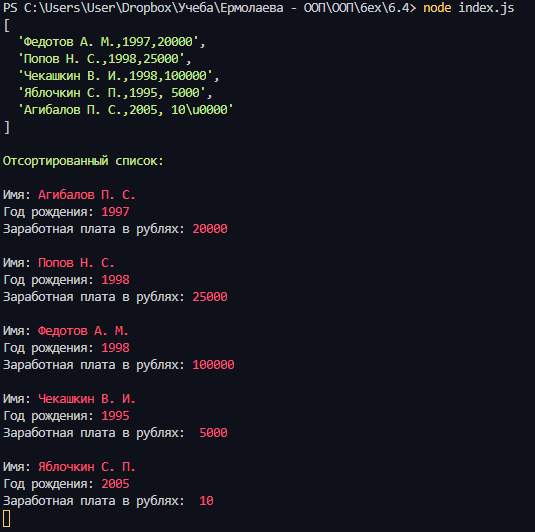 PS C:\Users\User\Dropbox\Учеба\Ермолаева - ООП\ООП\6ex\6.4> node index.js
[
  'Федотов А. М.,1997,20000',
  'Попов Н. С.,1998,25000',
  'Чекашкин В. И.,1998,100000',
  'Яблочкин С. П.,1995, 5000',
  'Агибалов П. С.,2005, 10\u0000'
]
Отсортированный список:
Имя: Агибалов П. С.
Год рождения: 1997
Заработная плата в рублях: 20000
Имя: Попов Н. С.
Год рождения: 1998
Заработная плата в рублях: 25000
Имя: Федотов А. М.
Год рождения: 1998
Заработная плата в рублях: 100000
Имя: Чекашкин В. И.
Год рождения: 1995
Заработная плата в рублях:  5000
Имя: Яблочкин С. П.
Год рождения: 2005
Заработная плата в рублях:  10